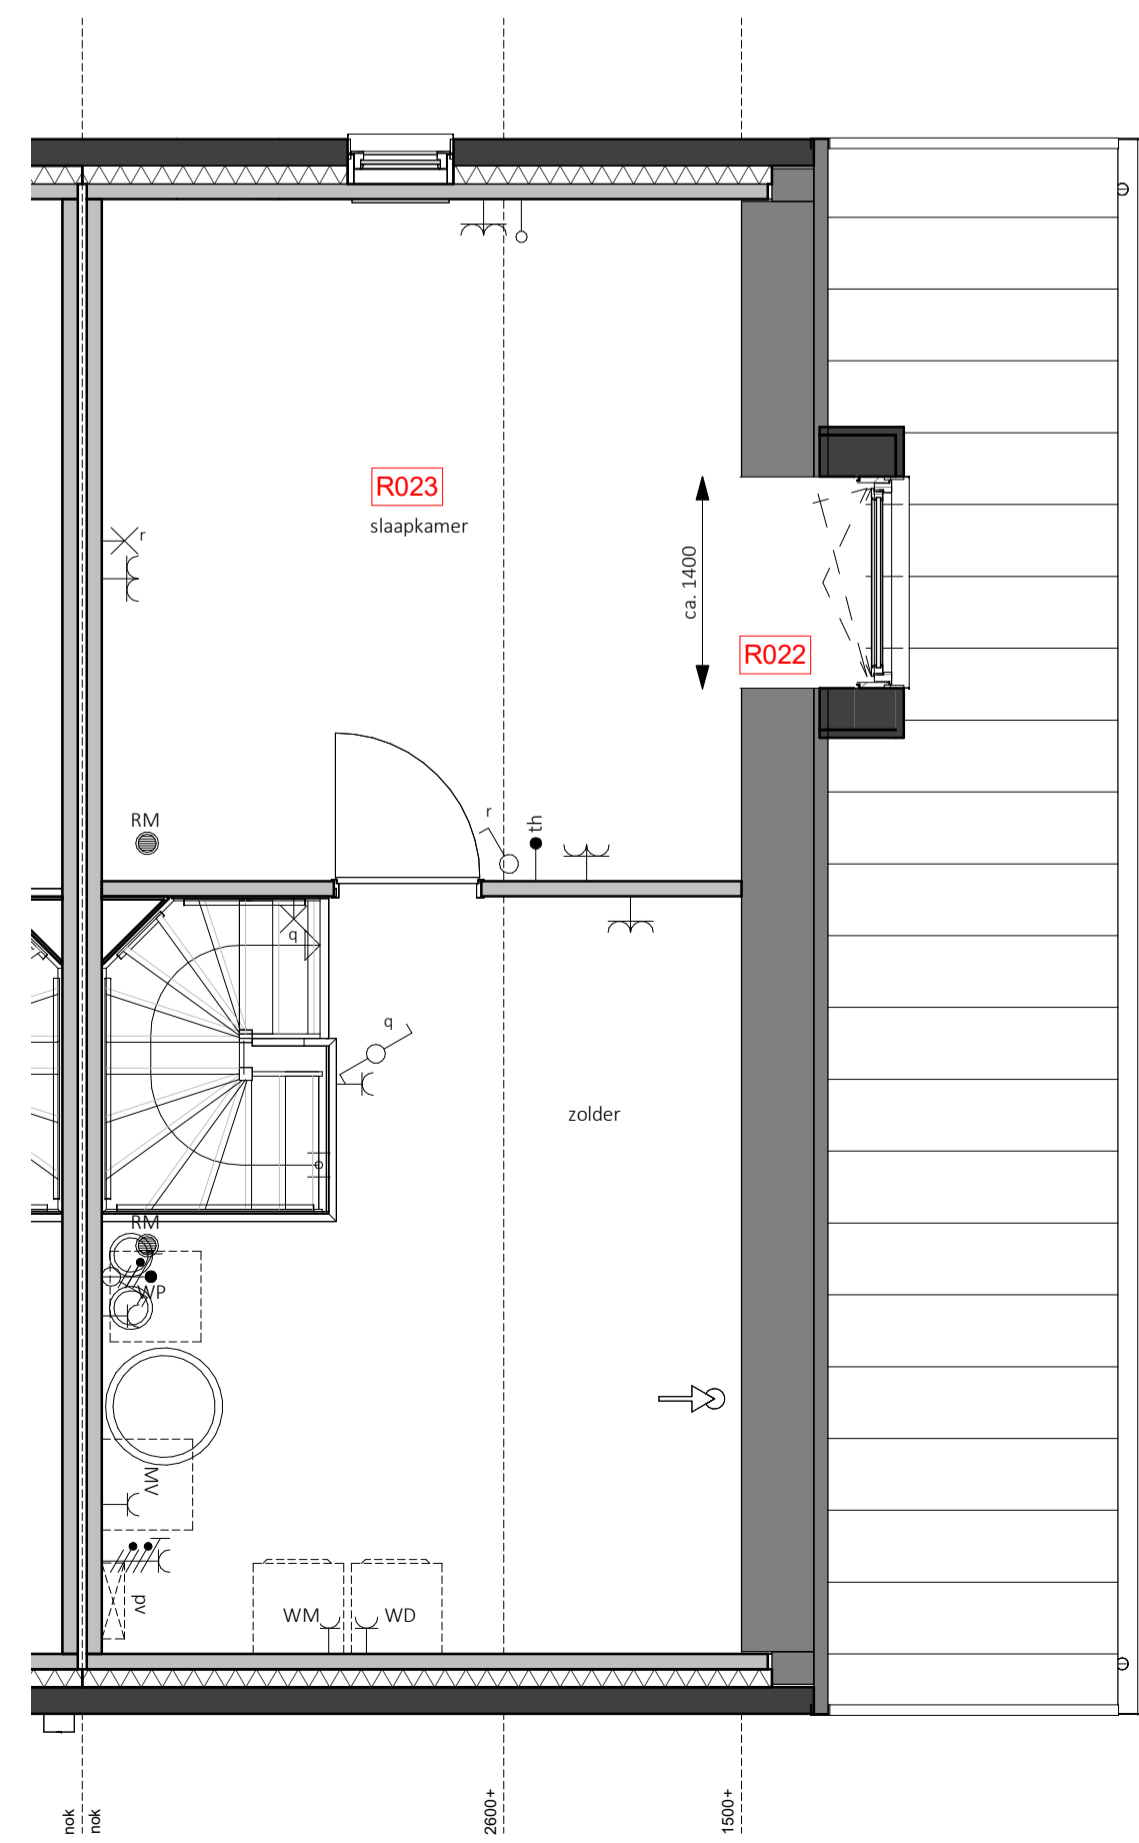 R023
slaapkamer
r
ca. 1400
R022
RM
r
th
q
q
zolder
RM
WP
MV
pv
WM
WD
nok
nok
2600+
1500+